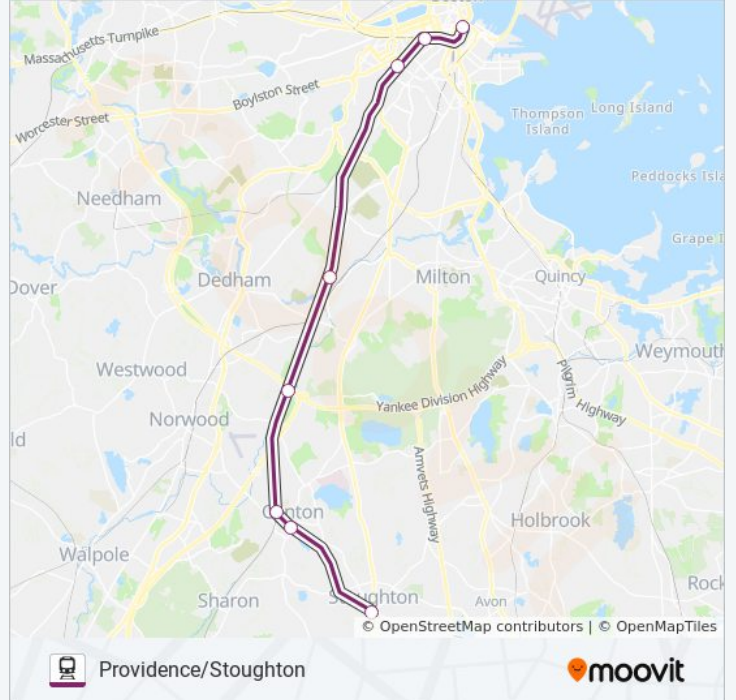 Massachusetts Turnpike
Boylston Street
Worcester Street
Long Island
Thompson
Island
Peddocks Isla
Needham
Grape I
Dover
Dedham
Milton
Quincy
Weymouth
Westwood
Pilgrim Highway
Yankee Division Highway
Norwood
ld
Amvets Highway
Canton
Holbrook
Walpole
Rock
Sharon
Stoughton
Avon
© OpenStreetMap contributors | © OpenMapTiles
Providence/Stoughton
moovit